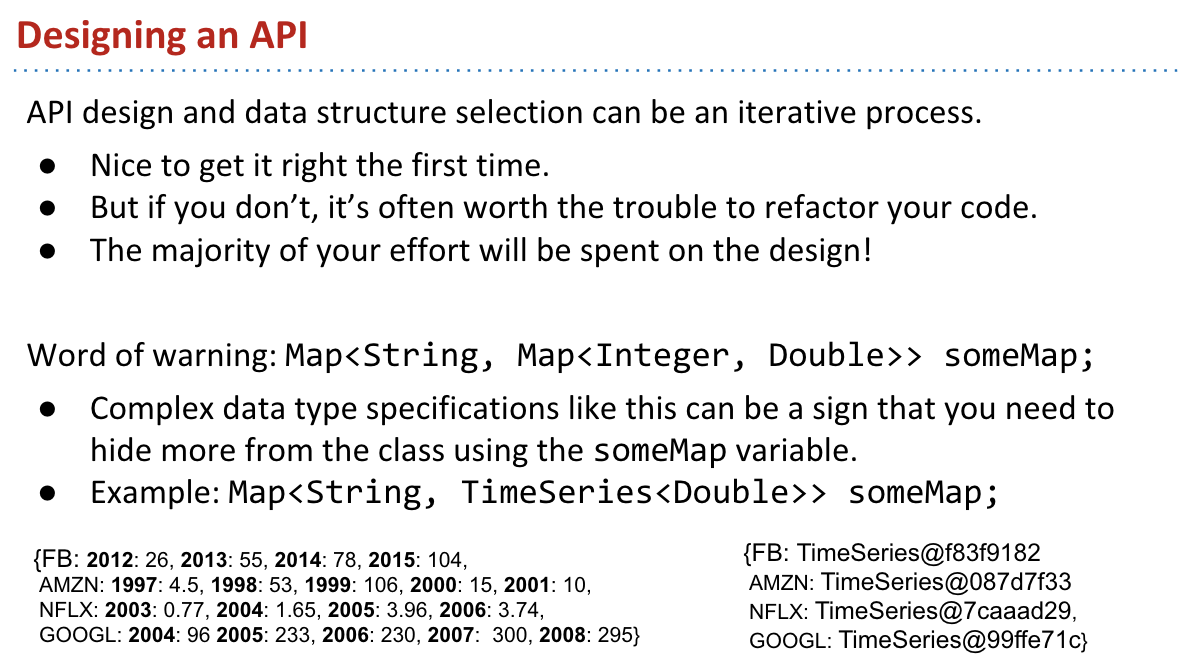 Designing an API
API design and data structure selection can be an iterative process.
● Nice to get it right the first time.
● But if you don’t, it’s often worth the trouble to refactor your code.
● The majority of your effort will be spent on the design!
Word of warning: Map<String, Map<Integer, Double>> someMap;
● Complex data type specifications like this can be a sign that you need to
hide more from the class using the someMap variable.
● Example: Map<String, TimeSeries<Double>> someMap;
{FB: 2012: 26, 2013: 55, 2014: 78, 2015: 104,
AMZN: 1997: 4.5, 1998: 53, 1999: 106, 2000: 15, 2001: 10,
NFLX: 2003: 0.77, 2004: 1.65, 2005: 3.96, 2006: 3.74,
GOOGL: 2004: 96 2005: 233, 2006: 230, 2007: 300, 2008: 295}
{FB: TimeSeries@f83f9182
AMZN: TimeSeries@087d7f33
NFLX: TimeSeries@7caaad29,
GOOGL: TimeSeries@99ffe71c}